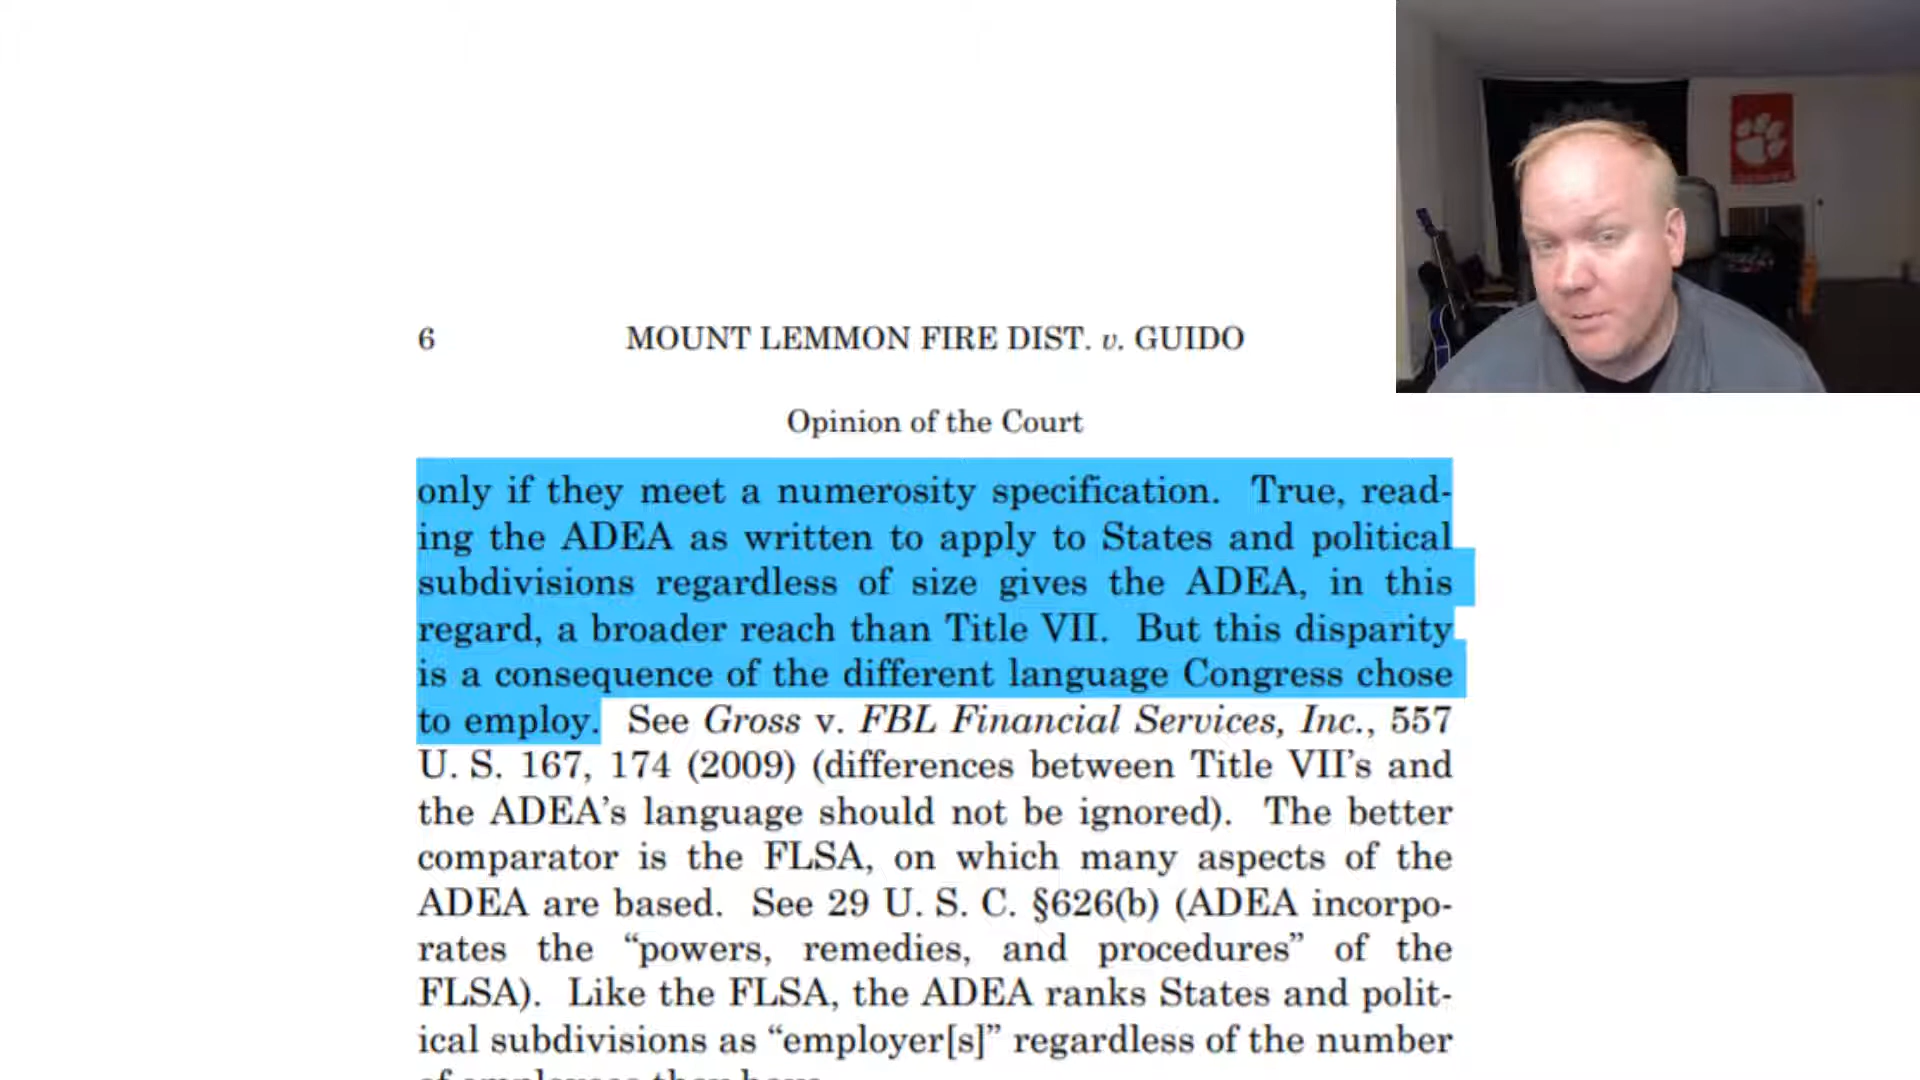 6 MOUNT LEMMON FIRE DIST. v. GUIDO
Opinion of the Court
only if they meet a numerosity specification. True, read-
ing the ADEA as written to apply to States and political
subdivisions regardless of size gives the ADEA, in this
regard, a broader reach than Title VII. But this disparity
is a consequence of the different language Congress chose
to employ. See Gross v. FBL Financial Services, Inc., 557
U. S. 167, 174 (2009) (differences between Title VII’s and
the ADEA’s language should not be ignored). The better
comparator is the FLSA, on which many aspects of the
ADEA are based. See 29 U. S. C. §626(b) (ADEA incorpo-
rates the “powers, remedies, and procedures” of the
FLSA). Like the FLSA, the ADEA ranks States and polit-
ical subdivisions as “employer[s]” regardless of the number